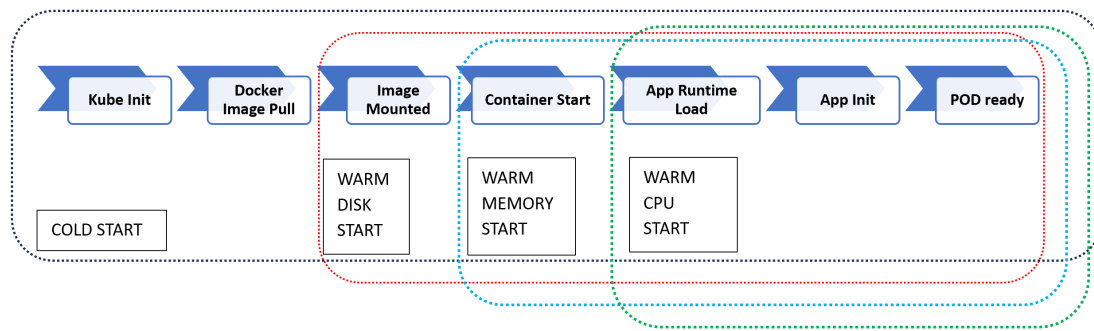 Kube Init
Docker
Image Pull
Image
Mounted
Container Start
App Runtime
Load
App Init
POD ready
COLD START
WARM
DISK
START
WARM
MEMORY
START
WARM
CPU
START